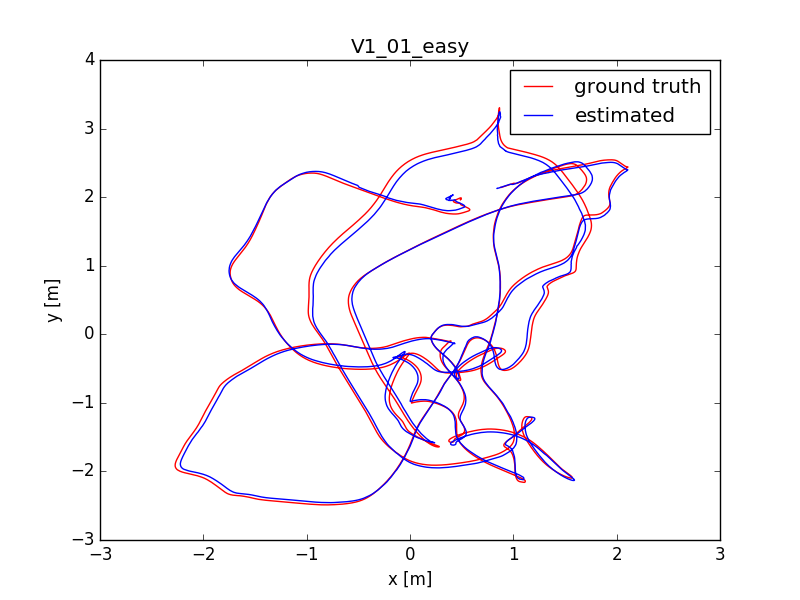 V1_01_easy
ground truth
estimated
4
3
2
1
0
−1
−2
−3
y [m]
−3 −2 −1 0 1 2 3
x [m]